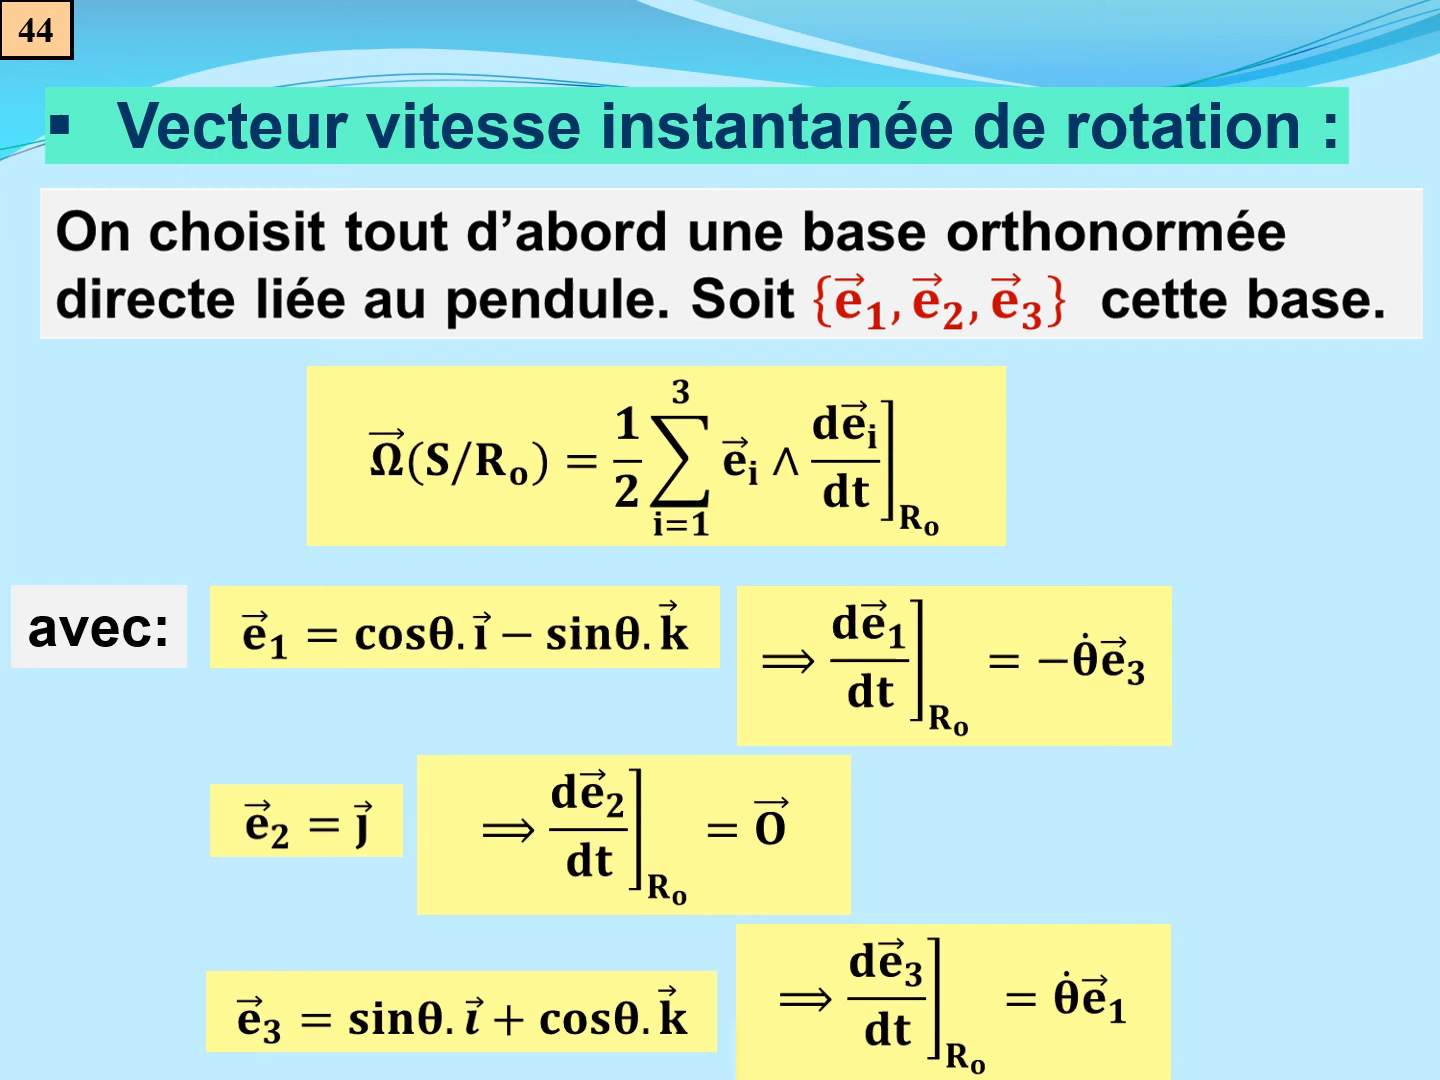 44
▪ Vecteur vitesse instantanée de rotation :
On choisit tout d’abord une base orthonormée
directe liée au pendule. Soit {e⃗₁, e⃗₂, e⃗₃} cette base.
Ω⃗(S/Rₒ) = 1/2 ∑_{i=1}^{3} e⃗ᵢ ∧ de⃗ᵢ/dt]_{Rₒ}
avec: e⃗₁ = cosθ.i⃗ − sinθ.k⃗ ⟹ de⃗₁/dt]_{Rₒ} = −θ̇e⃗₃
e⃗₂ = j⃗ ⟹ de⃗₂/dt]_{Rₒ} = O⃗
e⃗₃ = sinθ.i⃗ + cosθ.k⃗ ⟹ de⃗₃/dt]_{Rₒ} = θ̇e⃗₁